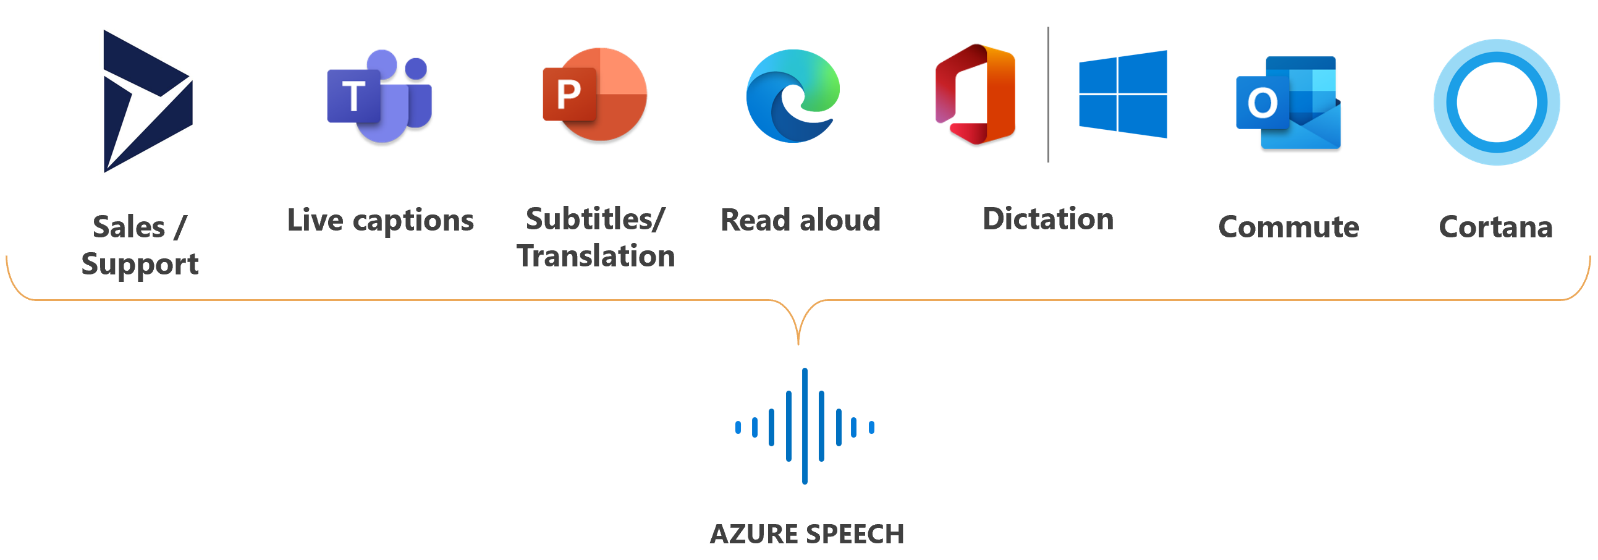 T
P
O
Sales /
Support
Live captions
Subtitles/
Translation
Read aloud
Dictation
Commute
Cortana
AZURE SPEECH